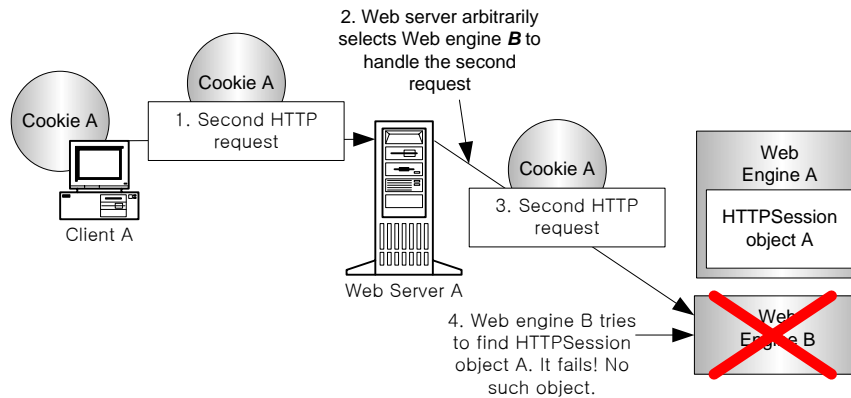 2. Web server arbitrarily
selects Web engine B to
handle the second
request
Cookie A
Cookie A
1. Second HTTP
request
Client A
Web Server A
Cookie A
3. Second HTTP
request
Web
Engine A
HTTPSession
object A
Web
Engine B
4. Web engine B tries
to find HTTPSession
object A. It fails! No
such object.